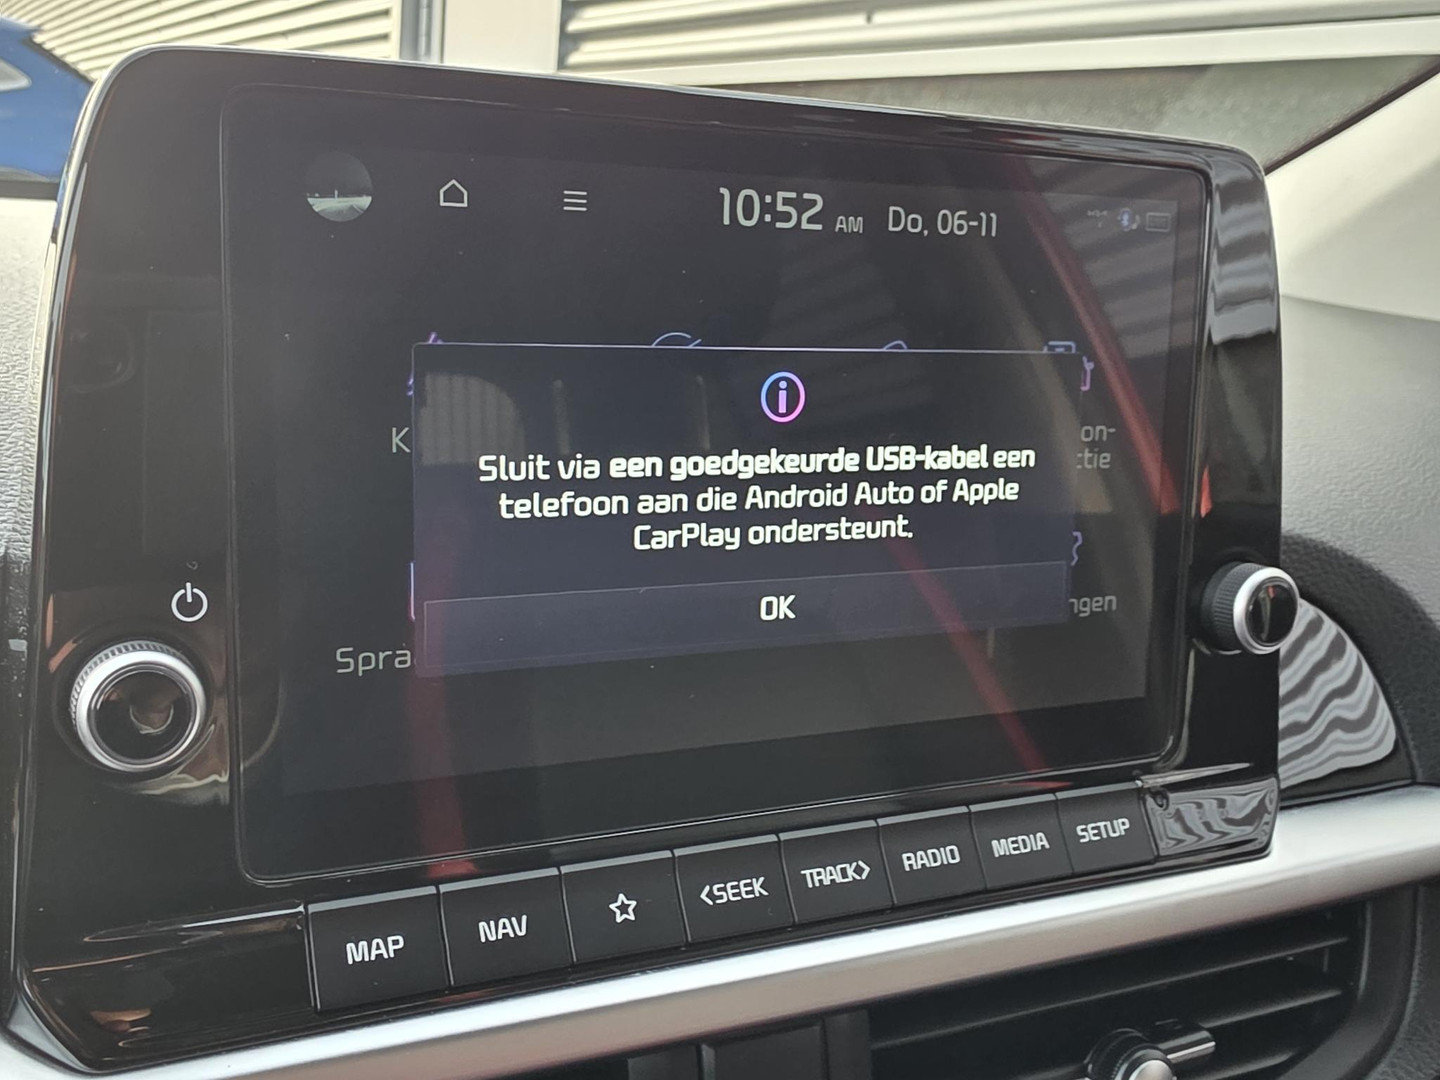 10:52 AM Do, 06-11
Sluit via een goedgekeurde USB-kabel een
telefoon aan die Android Auto of Apple
CarPlay ondersteunt.
OK
MAP
NAV
<SEEK
TRACK>
RADIO
MEDIA
SETUP